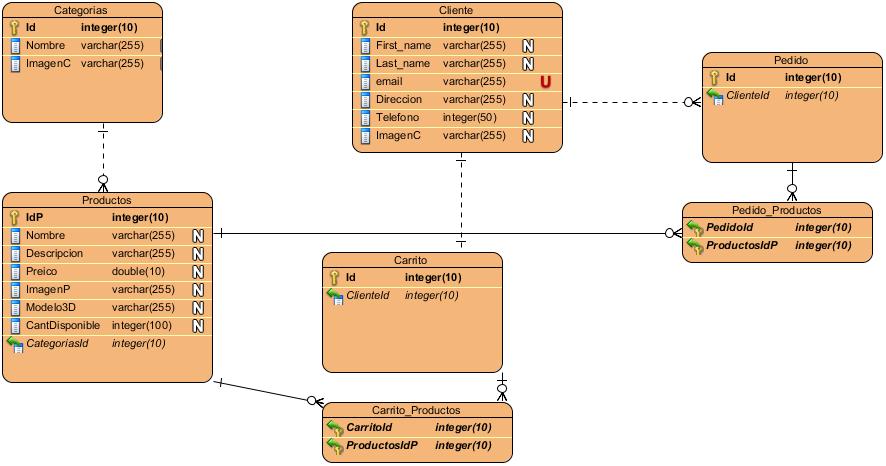 Categorias
Id integer(10)
Nombre varchar(255)
ImagenC varchar(255)
Cliente
Id integer(10)
First_name varchar(255) N
Last_name varchar(255) N
email varchar(255) U
Direccion varchar(255) N
Telefono integer(50) N
ImagenC varchar(255) N
Pedido
Id integer(10)
ClienteId integer(10)
Productos
IdP integer(10)
Nombre varchar(255) N
Descripcion varchar(255) N
Preico double(10) N
ImagenP varchar(255) N
Modelo3D varchar(255) N
CantDisponible integer(100) N
CategoriasId integer(10)
Pedido_Productos
PedidoId integer(10)
ProductosIdP integer(10)
Carrito
Id integer(10)
ClienteId integer(10)
Carrito_Productos
CarritoId integer(10)
ProductosIdP integer(10)